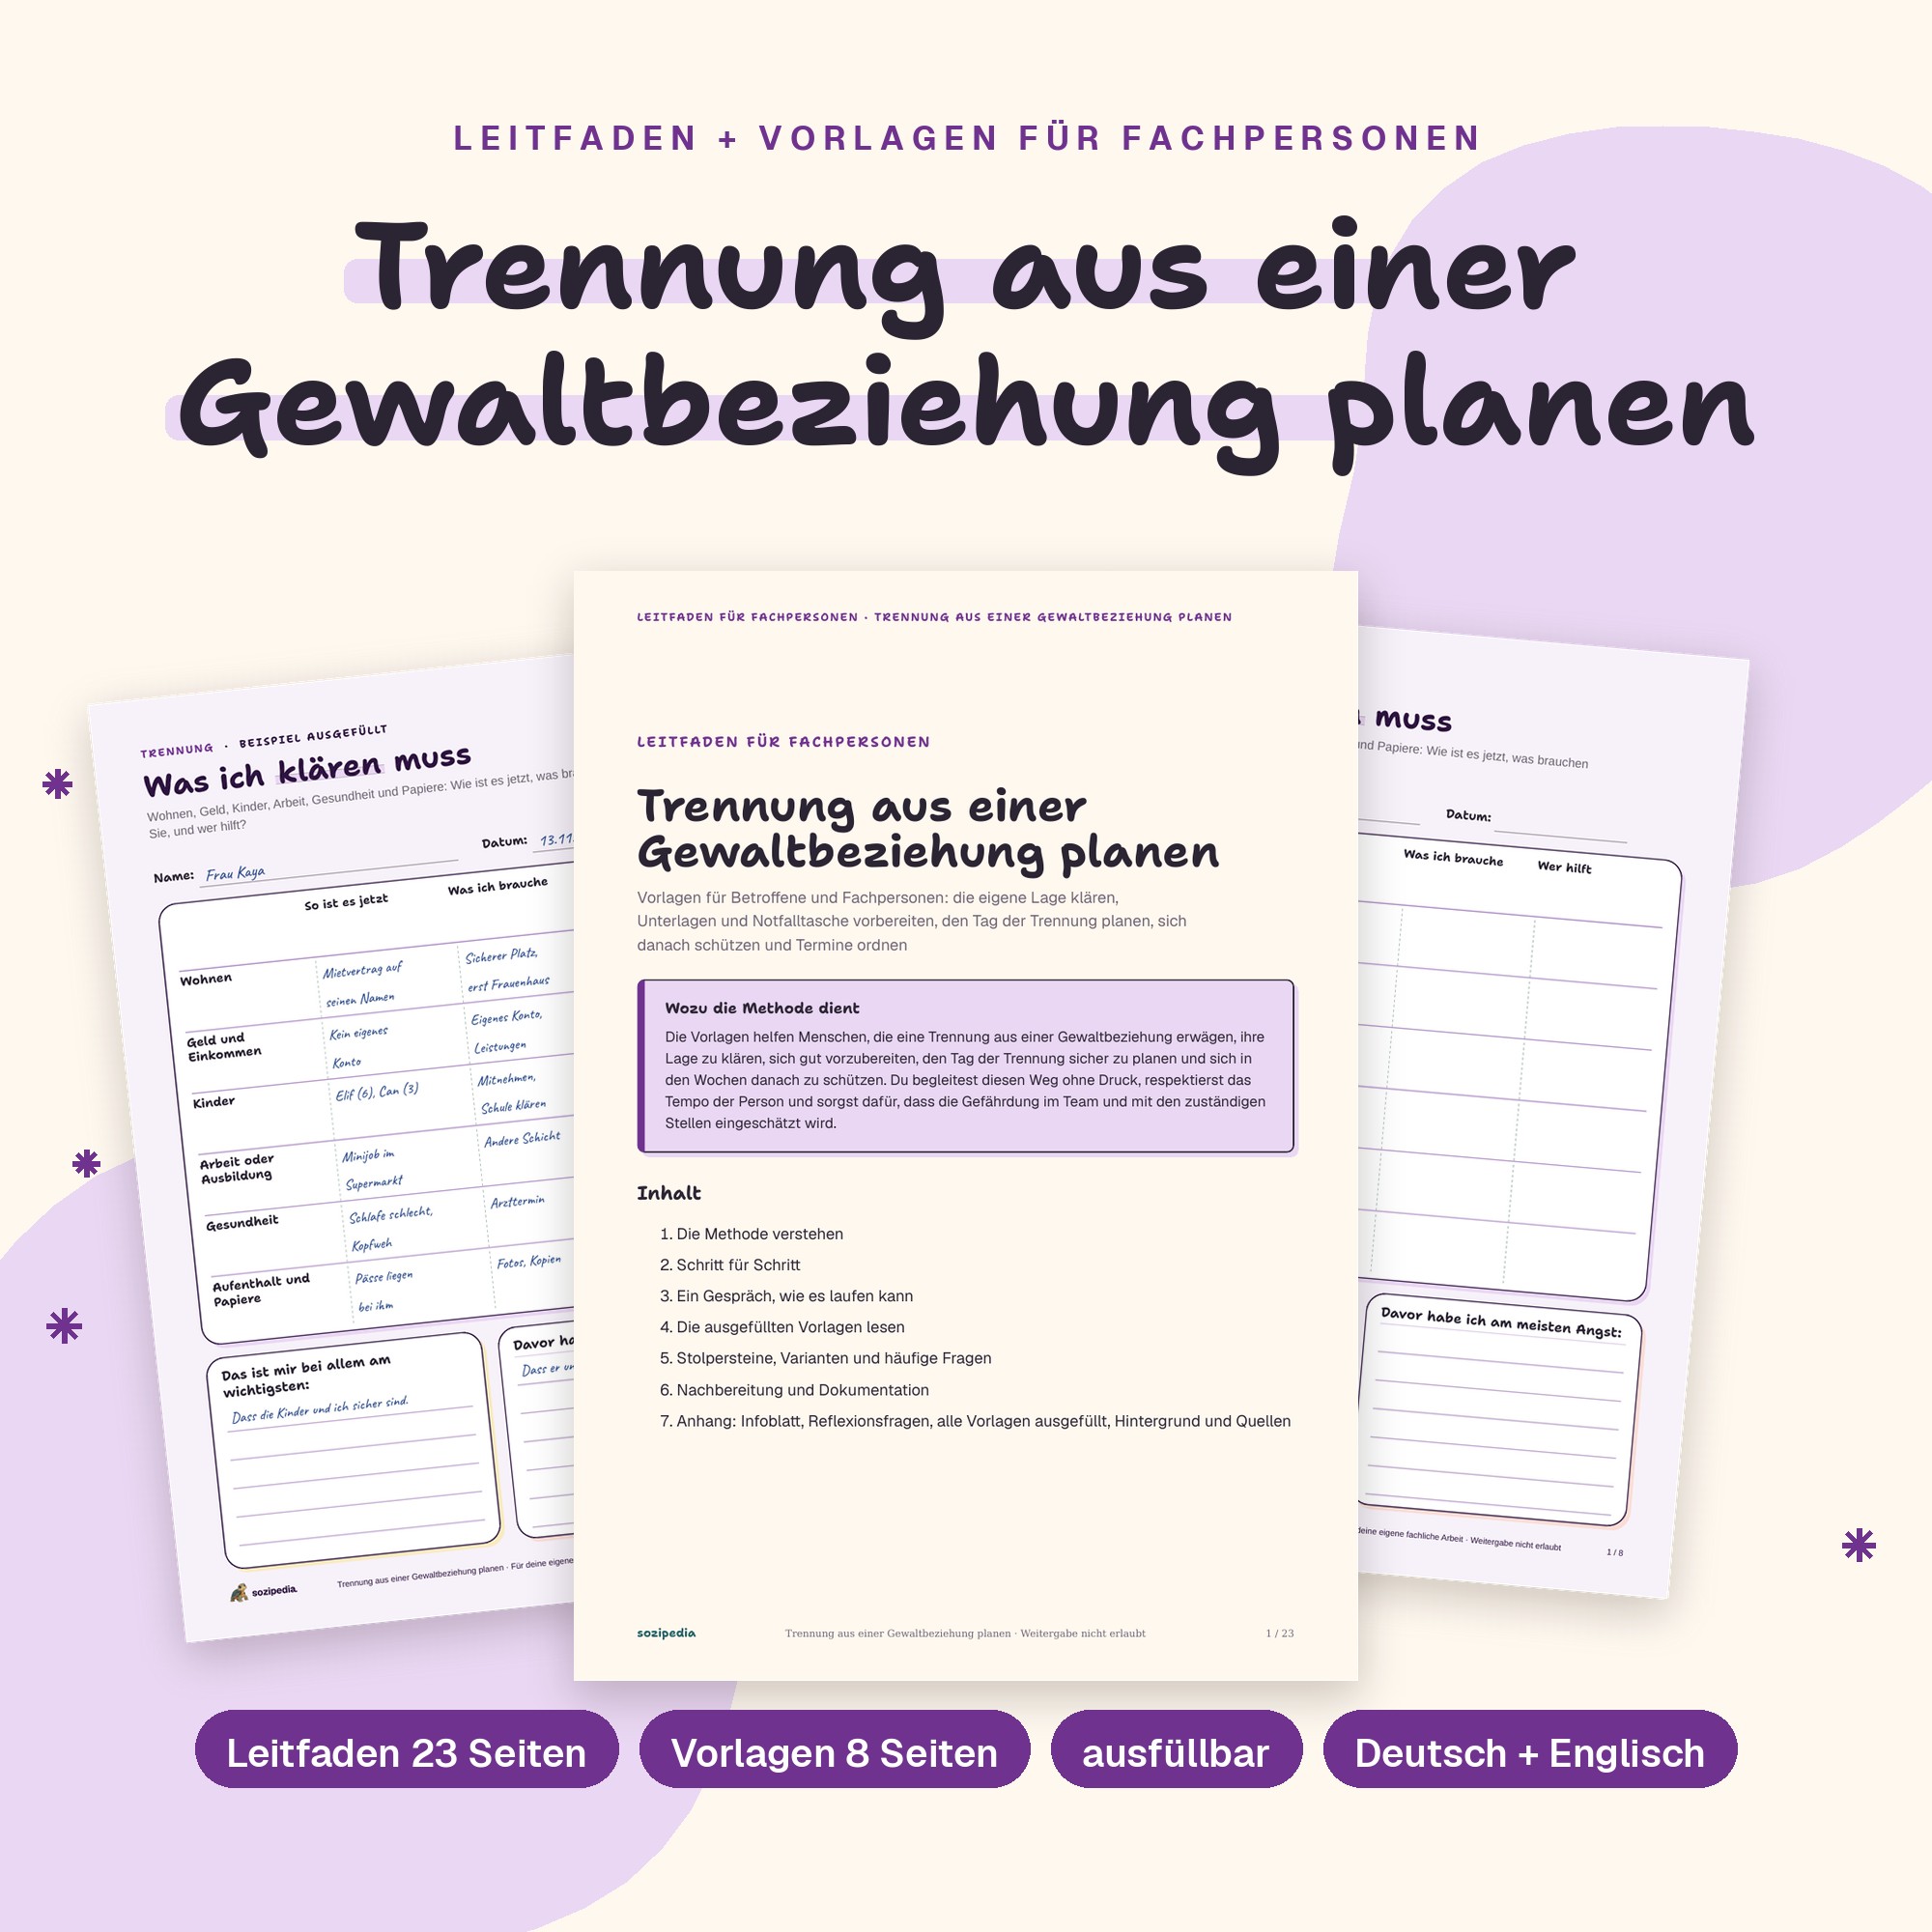 LEITFADEN + VORLAGEN FÜR FACHPERSONEN
Trennung aus einer
Gewaltbeziehung planen
TRENNUNG · BEISPIEL AUSGEFÜLLT
Was ich klären muss
Wohnen, Geld, Kinder, Arbeit, Gesundheit und Papiere: Wie ist es jetzt, was
Sie, und wer hilft?
Name: Frau Kaya
Datum: 13.11.
So ist es jetzt
Was ich brauche
Wohnen
Mietvertrag auf
seinen Namen
Sicherer Platz,
erst Frauenhaus
Geld und
Einkommen
Kein eigenes
Konto
Eigenes Konto,
Leistungen
Kinder
Elif (6), Can (3)
Mitnehmen,
Schule klären
Arbeit oder
Ausbildung
Minijob im
Supermarkt
Andere Schicht
Gesundheit
Schlafe schlecht,
Kopfweh
Arzttermin
Aufenthalt und
Papiere
Pässe liegen
bei ihm
Fotos, Kopien
Das ist mir bei allem am
wichtigsten:
Dass die Kinder und ich sicher sind.
Davor
Dass er
sozipedia
Trennung aus einer Gewaltbeziehung planen · Für deine eigene
LEITFADEN FÜR FACHPERSONEN · TRENNUNG AUS EINER GEWALTBEZIEHUNG PLANEN
LEITFADEN FÜR FACHPERSONEN
Trennung aus einer
Gewaltbeziehung planen
Vorlagen für Betroffene und Fachpersonen: die eigene Lage klären,
Unterlagen und Notfalltasche vorbereiten, den Tag der Trennung planen, sich
danach schützen und Termine ordnen
Wozu die Methode dient
Die Vorlagen helfen Menschen, die eine Trennung aus einer Gewaltbeziehung erwägen, ihre
Lage zu klären, sich gut vorzubereiten, den Tag der Trennung sicher zu planen und sich in
den Wochen danach zu schützen. Du begleitest diesen Weg ohne Druck, respektierst das
Tempo der Person und sorgst dafür, dass die Gefährdung im Team und mit den zuständigen
Stellen eingeschätzt wird.
Inhalt
1. Die Methode verstehen
2. Schritt für Schritt
3. Ein Gespräch, wie es laufen kann
4. Die ausgefüllten Vorlagen lesen
5. Stolpersteine, Varianten und häufige Fragen
6. Nachbereitung und Dokumentation
7. Anhang: Infoblatt, Reflexionsfragen, alle Vorlagen ausgefüllt, Hintergrund und Quellen
sozipedia
Trennung aus einer Gewaltbeziehung planen · Weitergabe nicht erlaubt
1 / 23
muss
und Papiere: Wie ist es jetzt, was brauchen
Datum:
Was ich brauche
Wer hilft
Davor habe ich am meisten Angst:
deine eigene fachliche Arbeit · Weitergabe nicht erlaubt
1 / 8
Leitfaden 23 Seiten
Vorlagen 8 Seiten
ausfüllbar
Deutsch + Englisch